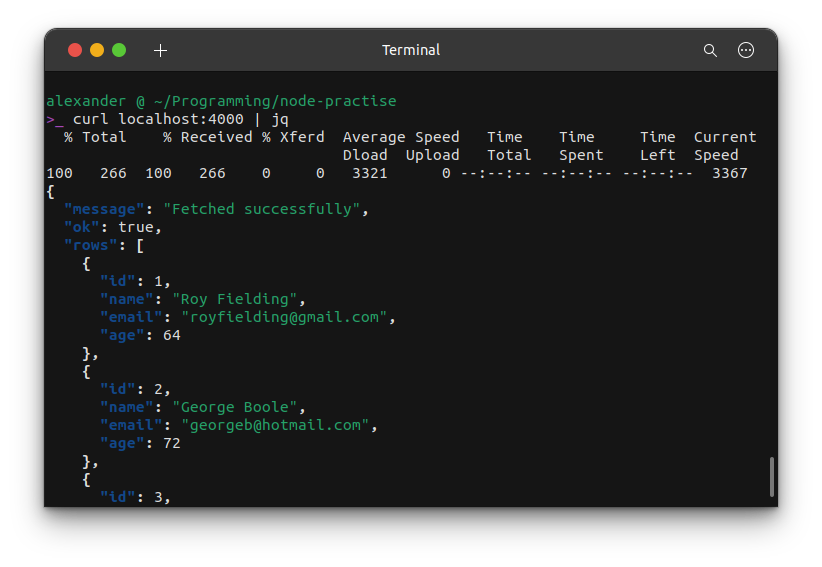 Terminal
alexander @ ~/Programming/node-practise
>_ curl localhost:4000 | jq
  % Total    % Received % Xferd  Average Speed   Time    Time     Time  Current
                                 Dload  Upload   Total   Spent    Left  Speed
100   266  100   266    0     0   3321      0 --:--:-- --:--:-- --:--:--  3367
{
  "message": "Fetched successfully",
  "ok": true,
  "rows": [
    {
      "id": 1,
      "name": "Roy Fielding",
      "email": "royfielding@gmail.com",
      "age": 64
    },
    {
      "id": 2,
      "name": "George Boole",
      "email": "georgeb@hotmail.com",
      "age": 72
    },
    {
      "id": 3,